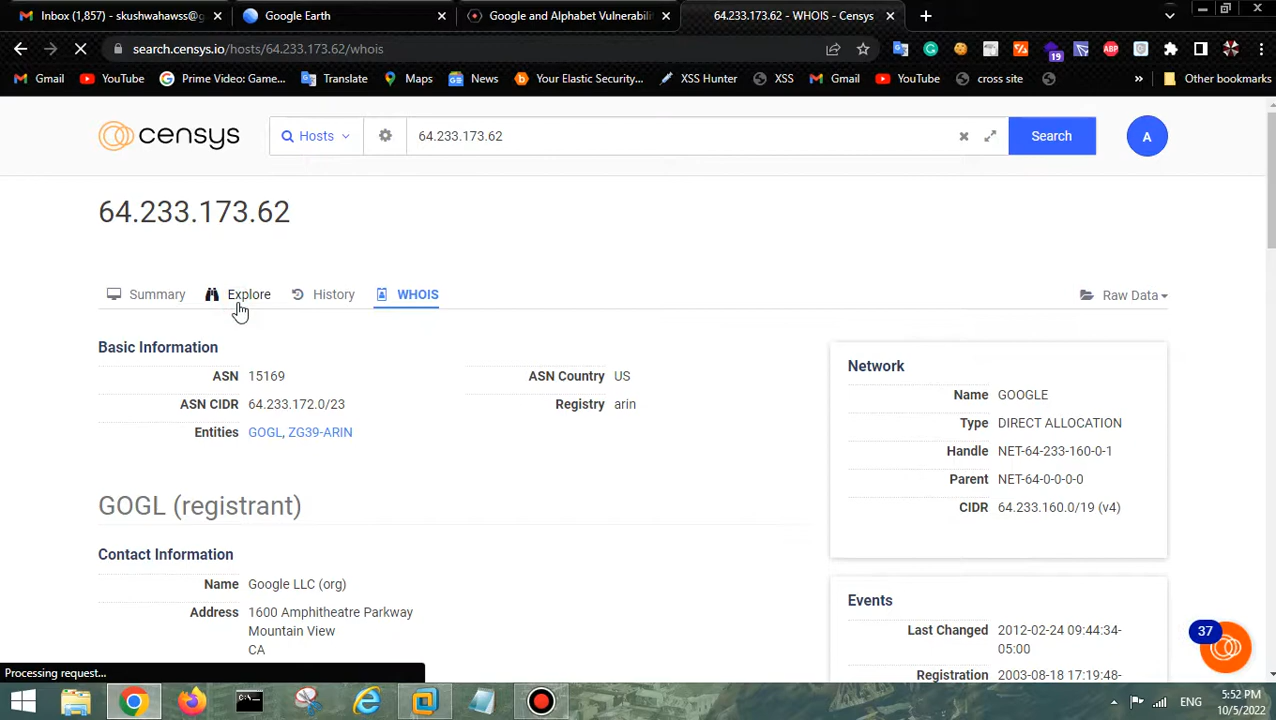 Inbox (1,857) - skushwahawss@g
Google Earth
Google and Alphabet Vulnerabili
64.233.173.62 - WHOIS - Censys
search.censys.io/hosts/64.233.173.62/whois
19
ABP
Gmail
YouTube
Prime Video: Game...
Translate
Maps
News
Your Elastic Security...
XSS Hunter
XSS
Gmail
YouTube
cross site
»
Other bookmarks
censys
Hosts
64.233.173.62
Search
A
64.233.173.62
Summary
Explore
History
WHOIS
Raw Data
Basic Information
ASN 15169
ASN CIDR 64.233.172.0/23
Entities GOGL, ZG39-ARIN
ASN Country US
Registry arin
Network
Name GOOGLE
Type DIRECT ALLOCATION
Handle NET-64-233-160-0-1
Parent NET-64-0-0-0-0
CIDR 64.233.160.0/19 (v4)
GOGL (registrant)
Contact Information
Name Google LLC (org)
Address 1600 Amphitheatre Parkway
Mountain View
CA
Events
Last Changed 2012-02-24 09:44:34-
05:00
Registration 2003-08-18 17:19:48-
37
Processing request...
ENG
5:52 PM
10/5/2022